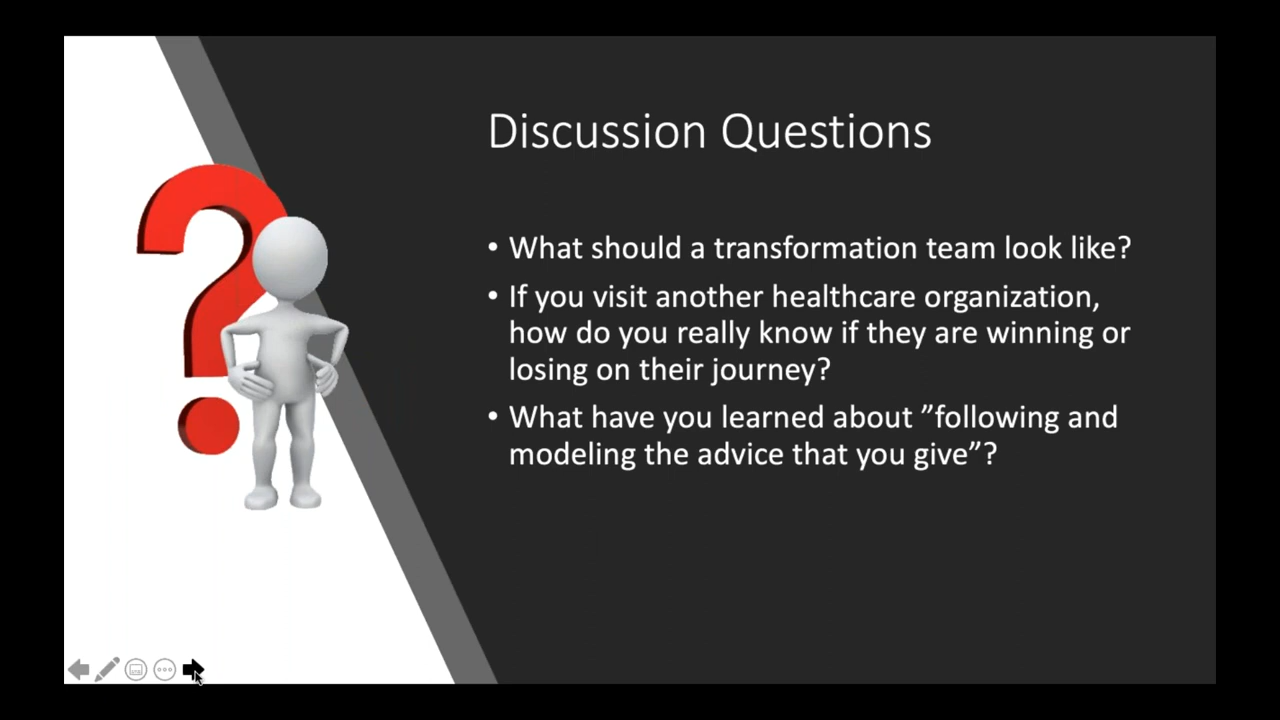 Discussion Questions
• What should a transformation team look like?
• If you visit another healthcare organization,
how do you really know if they are winning or
losing on their journey?
• What have you learned about ”following and
modeling the advice that you give”?